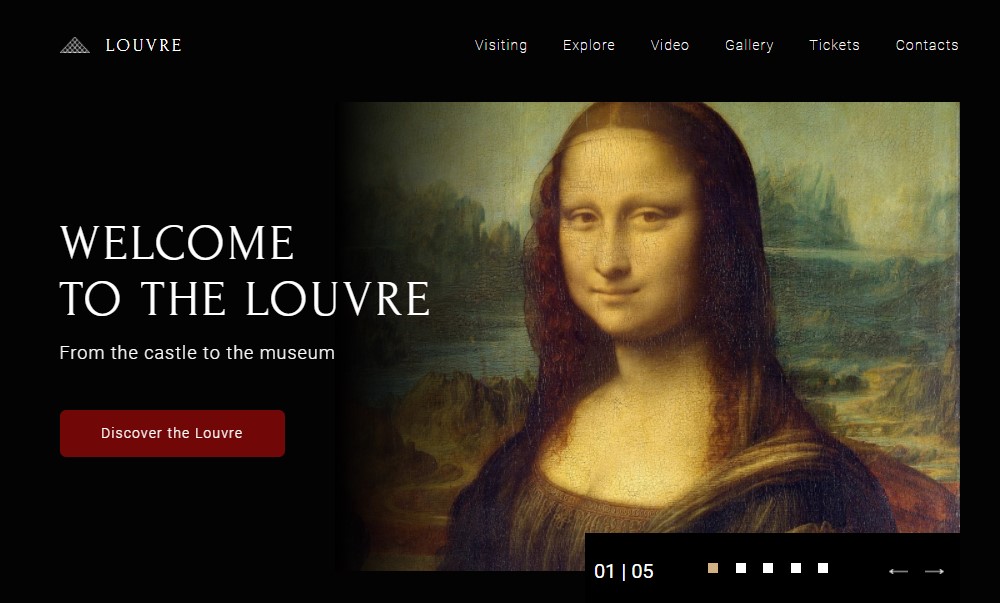 LOUVRE
Visiting Explore Video Gallery Tickets Contacts
WELCOME
TO THE LOUVRE
From the castle to the museum
Discover the Louvre
01 | 05